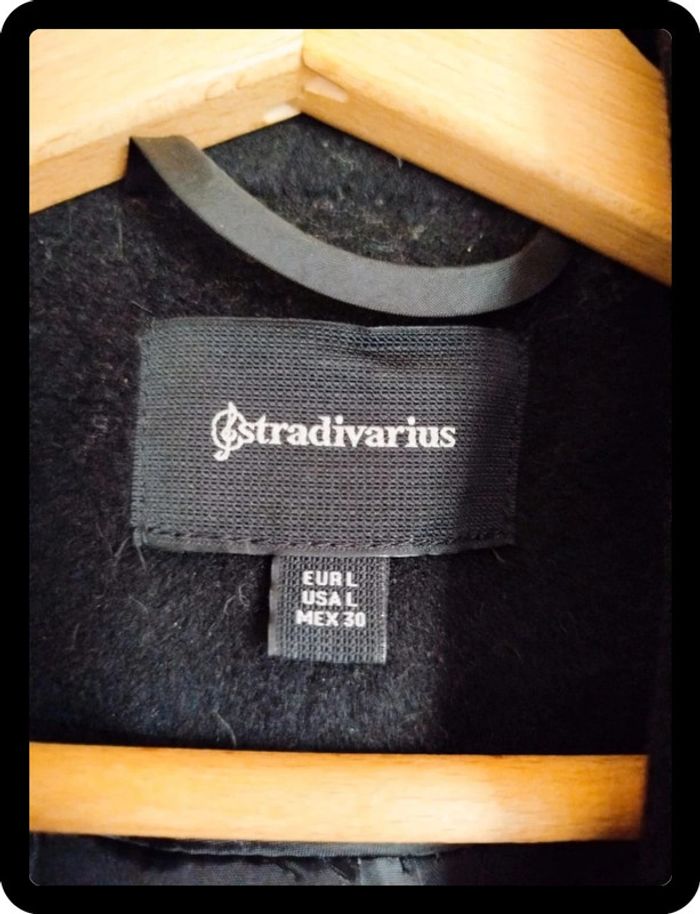 stradivarius
EUR L
USA L
MEX 30